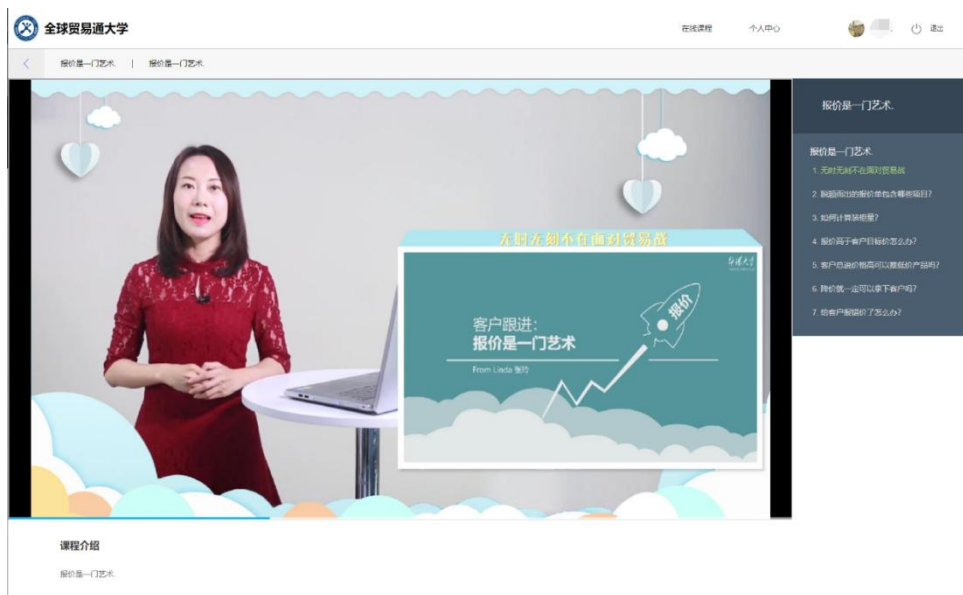 全球贸易通大学
在线课程 个人中心 退出
报价是一门艺术. | 报价是一门艺术.
无时无刻不在面对贸易战
客户跟进：
报价是一门艺术
From Linda 张玲
报价
报价是一门艺术.
报价是一门艺术.
1. 无时无刻不在面对贸易战
2. 脱颖而出的报价单包含哪些项目?
3. 如何计算装柜量?
4. 报价高于客户目标价怎么办?
5. 客户总说价格高可以推低价产品吗?
6. 降价就一定可以拿下客户吗?
7. 给客户报错价了怎么办?
课程介绍
报价是一门艺术.